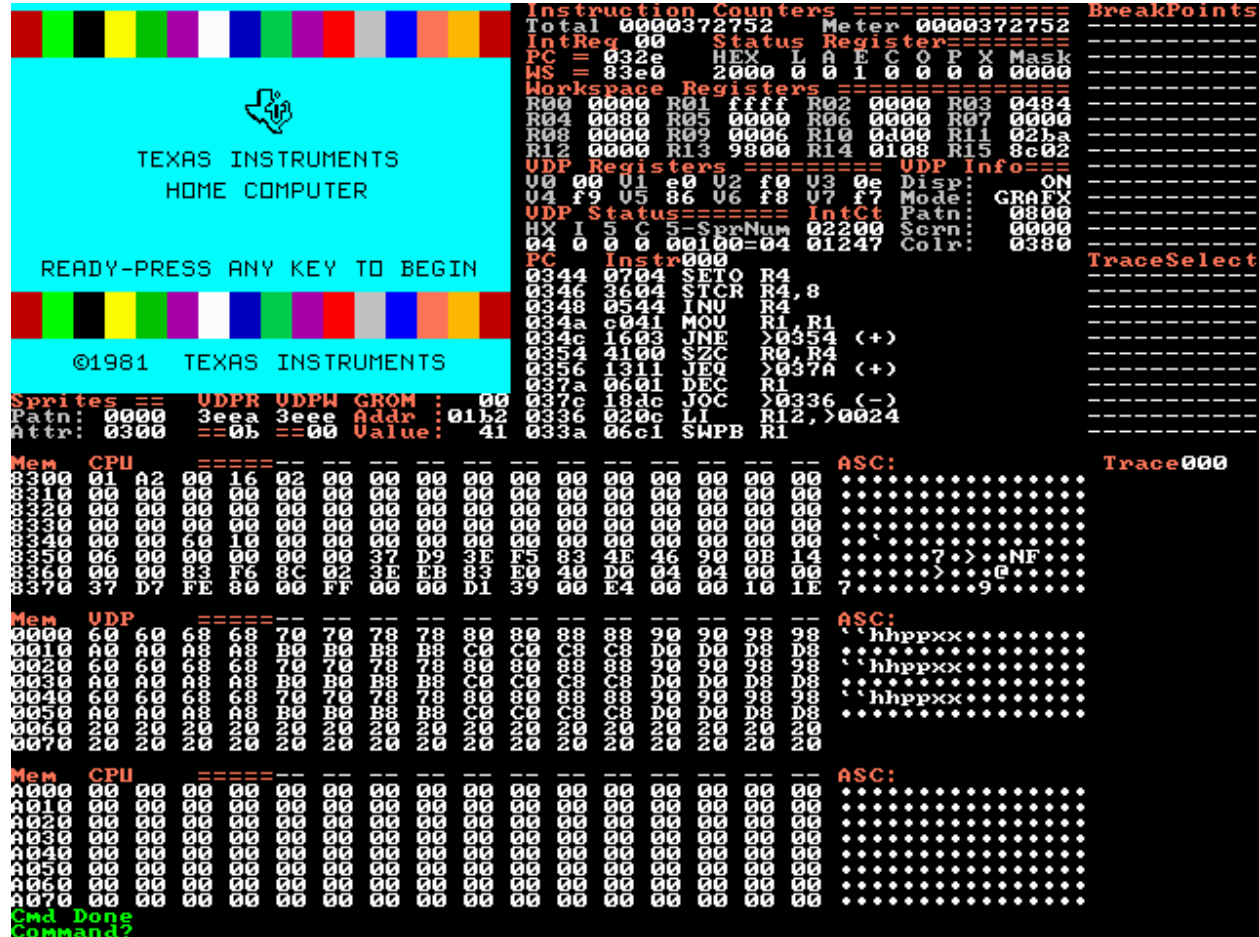 TEXAS INSTRUMENTS
HOME COMPUTER
READY-PRESS ANY KEY TO BEGIN
©1981 TEXAS INSTRUMENTS
Instruction Counters ==============
Total 0000372752 Meter 0000372752
IntReg 00 Status Register========
PC = 032e HEX L A E C O P X Mask
WS = 83e0 2000 0 0 1 0 0 0 0 0000
Workspace Registers ===============
R00 0000 R01 ffff R02 0000 R03 0484
R04 0080 R05 0000 R06 0000 R07 0000
R08 0000 R09 0006 R10 0d00 R11 02ba
R12 0000 R13 9800 R14 0108 R15 8c02
VDP Registers ========= VDP Info===
V0 00 V1 e0 V2 f0 V3 0e Disp: ON
V4 f9 V5 86 V6 f8 V7 f7 Mode: GRAFX
VDP Status======= IntCt Patn: 0800
HX I 5 C 5-SprNum 02200 Scrn: 0000
04 0 0 0 00100=04 01247 Colr: 0380
PC Instr000
0344 0704 SETO R4
0346 3604 STCR R4,8
0348 0544 INV R4
034a c041 MOV R1,R1
034c 1603 JNE >0354 (+)
0354 4100 SZC R0,R4
0356 1311 JEQ >037A (+)
037a 0601 DEC R1
037c 18dc JOC >0336 (-)
0336 020c LI R12,>0024
033a 06c1 SWPB R1
BreakPoints
TraceSelect
Trace000
Sprites == VDPR VDPW GROM : 00
Patn: 0000 3eea 3eee Addr :01b2
Attr: 0300 ==0b ==00 Value: 41
Mem CPU =====-- -- -- -- -- -- -- -- -- -- -- -- ASC:
8300 01 A2 00 16 02 00 00 00 00 00 00 00 00 00 00 00 ••••••••••••••••
8310 00 00 00 00 00 00 00 00 00 00 00 00 00 00 00 00 ••••••••••••••••
8320 00 00 00 00 00 00 00 00 00 00 00 00 00 00 00 00 ••••••••••••••••
8330 00 00 00 00 00 00 00 00 00 00 00 00 00 00 00 00 ••••••••••••••••
8340 00 00 60 10 00 00 00 00 00 00 00 00 00 00 00 00 ••`•••••••••••••
8350 06 00 00 00 00 00 37 D9 3E F5 83 4E 46 90 0B 14 ••••••7•>••NF•••
8360 00 00 83 F6 8C 02 3E EB 83 E0 40 D0 04 04 00 00 ••••••>•••@•••••
8370 37 D7 FE 80 00 FF 00 00 D1 39 00 E4 00 00 10 1E 7••••••••9••••••
Mem VDP =====-- -- -- -- -- -- -- -- -- -- -- -- ASC:
0000 60 60 68 68 70 70 78 78 80 80 88 88 90 90 98 98 ``hhppxx••••••••
0010 A0 A0 A8 A8 B0 B0 B8 B8 C0 C0 C8 C8 D0 D0 D8 D8 ••••••••••••••••
0020 60 60 60 68 70 70 78 78 80 80 88 88 90 90 98 98 ``hhppxx••••••••
0030 A0 A0 A8 A8 B0 B0 B8 B8 C0 C0 C8 C8 D0 D0 D8 D8 ••••••••••••••••
0040 60 60 68 68 70 70 78 78 80 80 88 88 90 90 98 98 ``hhppxx••••••••
0050 A0 A0 A8 A8 B0 B0 B8 B8 C0 C0 C8 C8 D0 D0 D8 D8 ••••••••••••••••
0060 20 20 20 20 20 20 20 20 20 20 20 20 20 20 20 20
0070 20 20 20 20 20 20 20 20 20 20 20 20 20 20 20 20
Mem CPU =====-- -- -- -- -- -- -- -- -- -- -- -- ASC:
A000 00 00 00 00 00 00 00 00 00 00 00 00 00 00 00 00 ••••••••••••••••
A010 00 00 00 00 00 00 00 00 00 00 00 00 00 00 00 00 ••••••••••••••••
A020 00 00 00 00 00 00 00 00 00 00 00 00 00 00 00 00 ••••••••••••••••
A030 00 00 00 00 00 00 00 00 00 00 00 00 00 00 00 00 ••••••••••••••••
A040 00 00 00 00 00 00 00 00 00 00 00 00 00 00 00 00 ••••••••••••••••
A050 00 00 00 00 00 00 00 00 00 00 00 00 00 00 00 00 ••••••••••••••••
A060 00 00 00 00 00 00 00 00 00 00 00 00 00 00 00 00 ••••••••••••••••
A070 00 00 00 00 00 00 00 00 00 00 00 00 00 00 00 00 ••••••••••••••••
Cmd Done
Command?